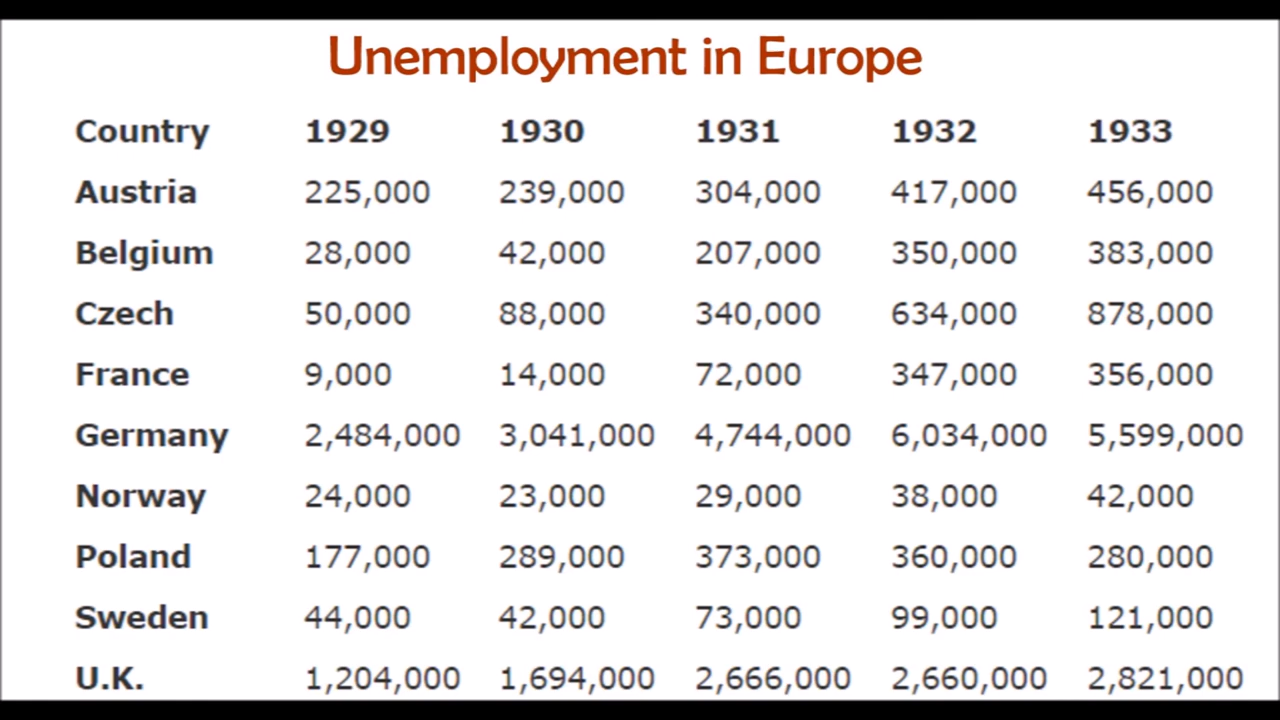 Unemployment in Europe
Country 1929 1930 1931 1932 1933
Austria 225,000 239,000 304,000 417,000 456,000
Belgium 28,000 42,000 207,000 350,000 383,000
Czech 50,000 88,000 340,000 634,000 878,000
France 9,000 14,000 72,000 347,000 356,000
Germany 2,484,000 3,041,000 4,744,000 6,034,000 5,599,000
Norway 24,000 23,000 29,000 38,000 42,000
Poland 177,000 289,000 373,000 360,000 280,000
Sweden 44,000 42,000 73,000 99,000 121,000
U.K. 1,204,000 1,694,000 2,666,000 2,660,000 2,821,000